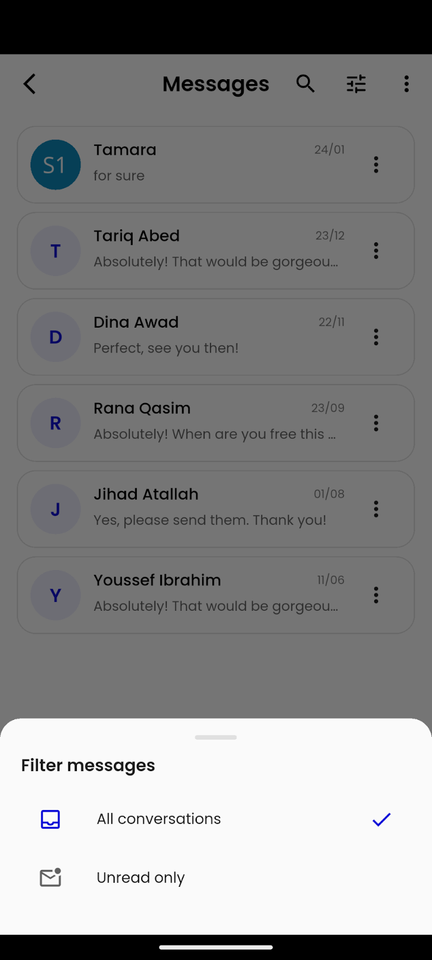 Messages
S1
Tamara
24/01
for sure
T
Tariq Abed
23/12
Absolutely! That would be gorgeou...
D
Dina Awad
22/11
Perfect, see you then!
R
Rana Qasim
23/09
Absolutely! When are you free this ...
J
Jihad Atallah
01/08
Yes, please send them. Thank you!
Y
Youssef Ibrahim
11/06
Absolutely! That would be gorgeou...
Filter messages
All conversations
Unread only